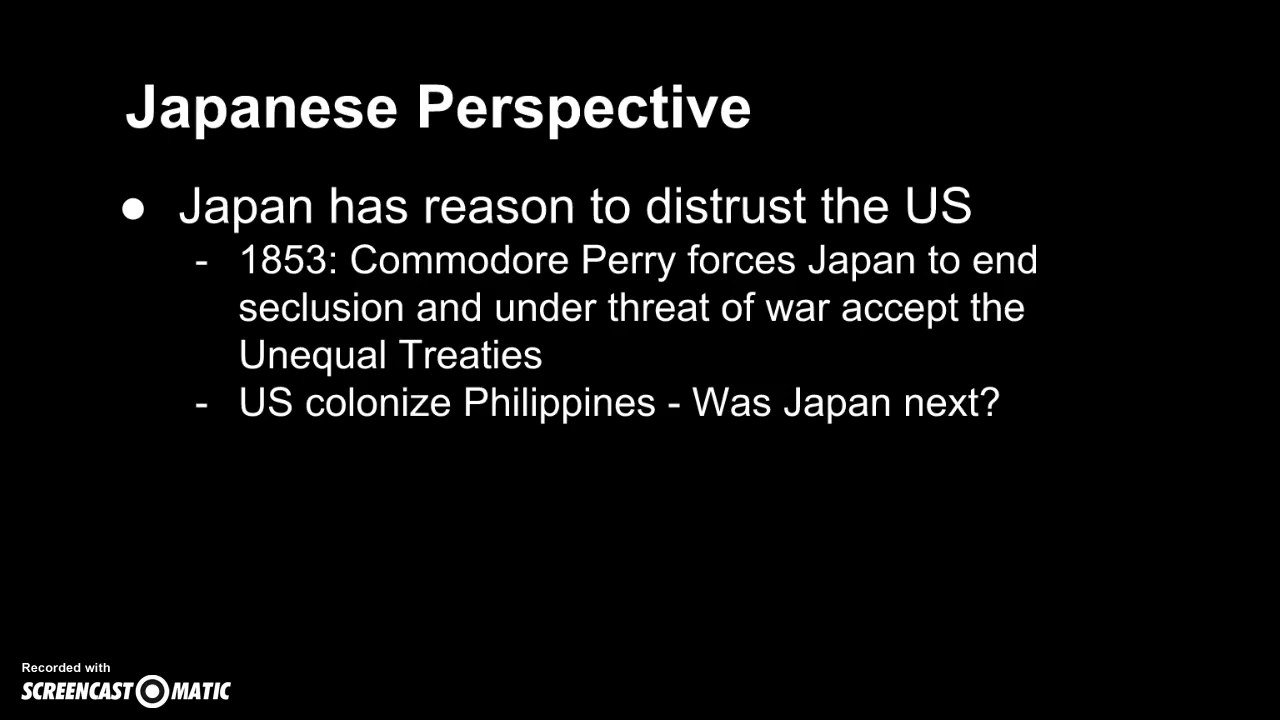 Japanese Perspective
● Japan has reason to distrust the US
- 1853: Commodore Perry forces Japan to end
seclusion and under threat of war accept the
Unequal Treaties
- US colonize Philippines - Was Japan next?
Recorded with
SCREENCAST MATIC